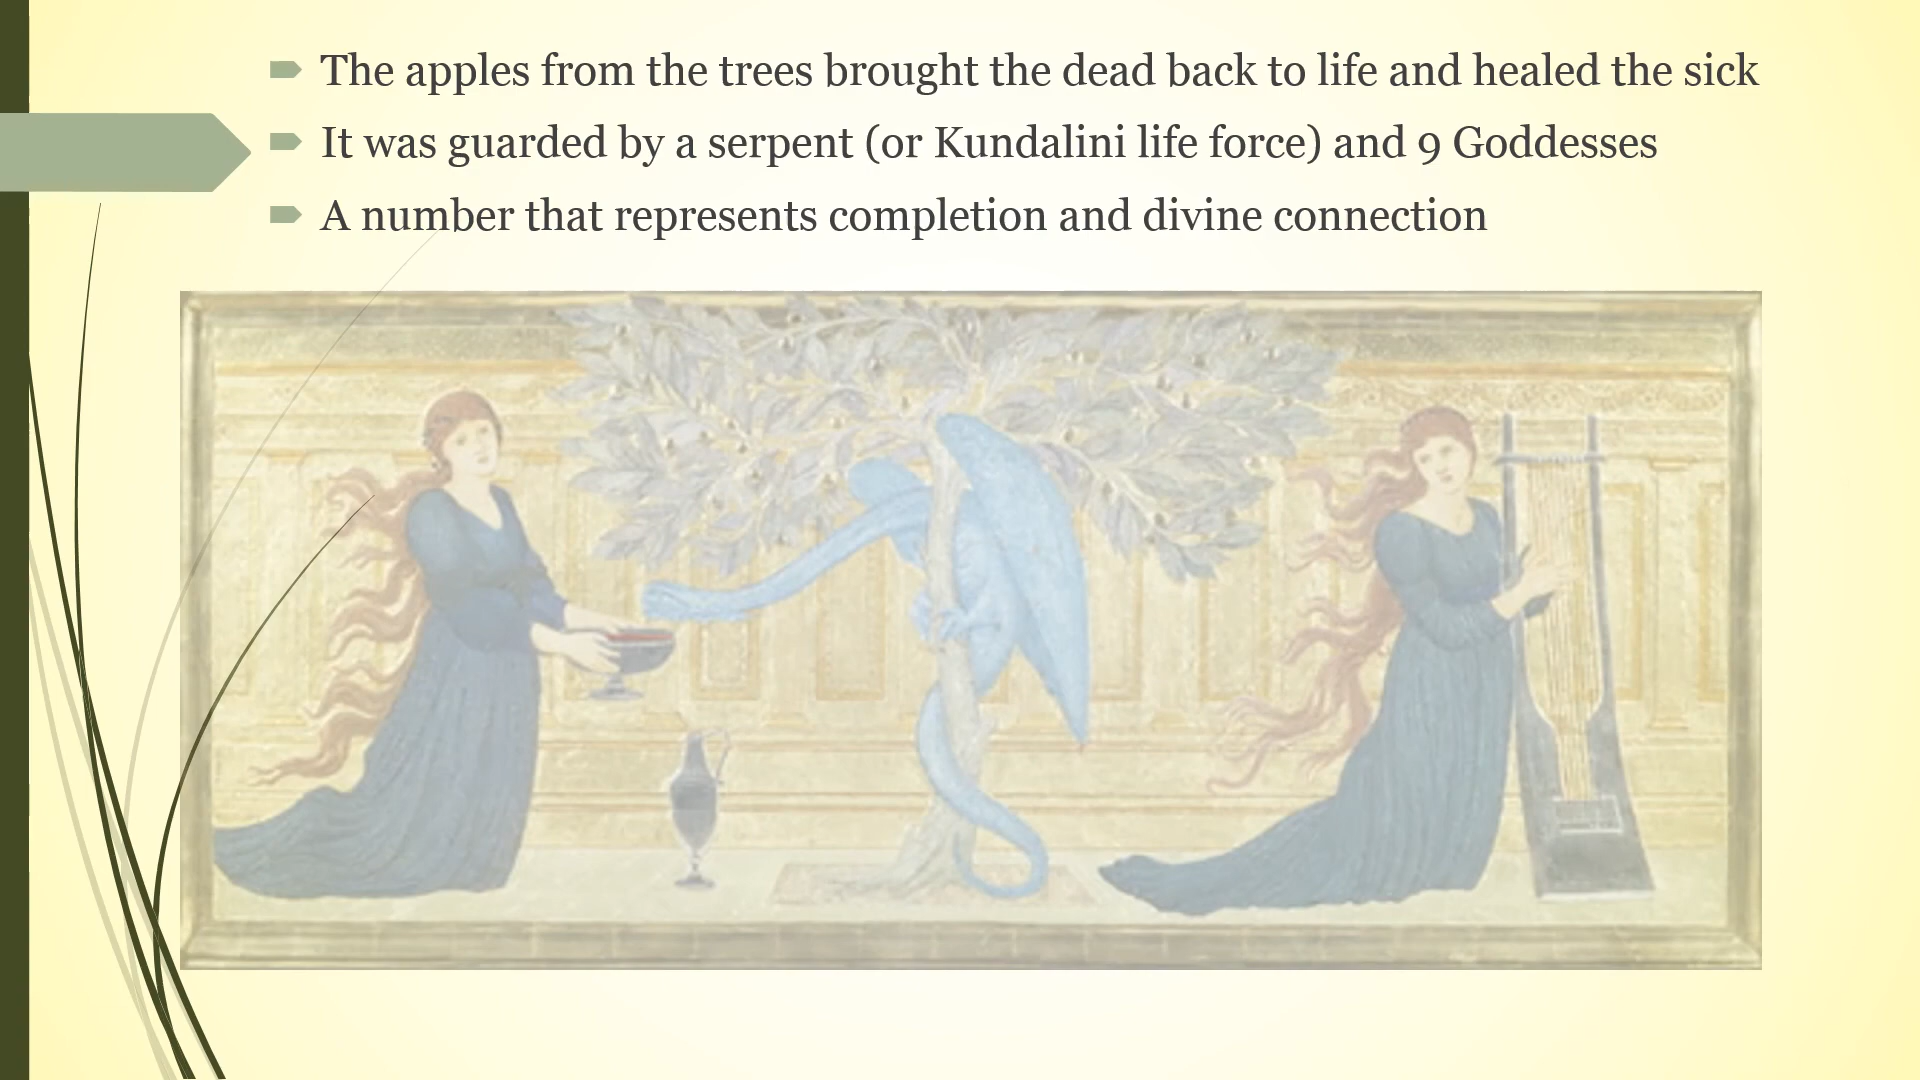 The apples from the trees brought the dead back to life and healed the sick
It was guarded by a serpent (or Kundalini life force) and 9 Goddesses
A number that represents completion and divine connection